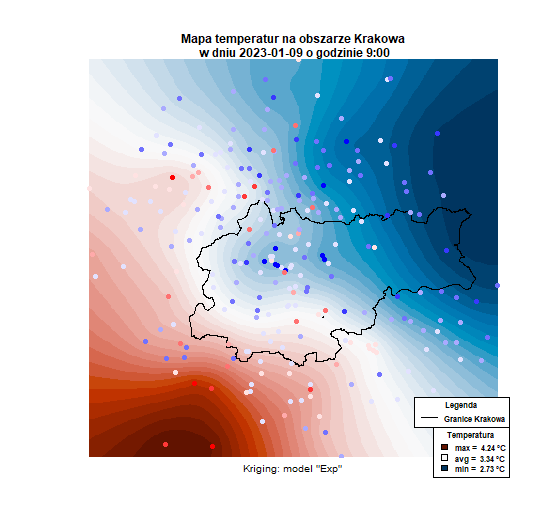 Mapa temperatur na obszarze Krakowa
w dniu 2023-01-09 o godzinie 9:00
Legenda
Granice Krakowa
Temperatura
max = 4.24 °C
avg = 3.34 °C
min = 2.73 °C
Kriging: model "Exp"